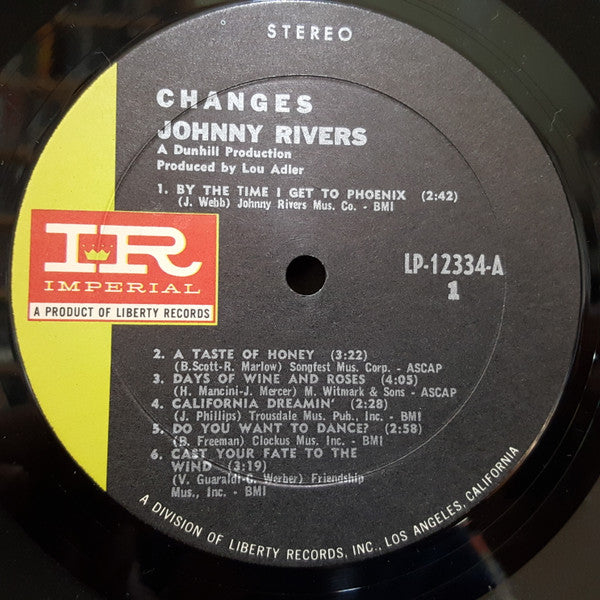 STEREO
CHANGES
JOHNNY RIVERS
A Dunhill Production
Produced by Lou Adler
1. BY THE TIME I GET TO PHOENIX (2:42)
(J. Webb) Johnny Rivers Mus. Co. - BMI
IR
IMPERIAL
A PRODUCT OF LIBERTY RECORDS
LP-12334-A
1
2. A TASTE OF HONEY (3:22)
(B.Scott-R. Marlow) Songfest Mus. Corp. - ASCAP
3. DAYS OF WINE AND ROSES (4:05)
(H. Mancini-J. Mercer) M. Witmark & Sons - ASCAP
4. CALIFORNIA DREAMIN' (2:28)
(J. Phillips) Trousdale Mus. Pub., Inc. - BMI
5. DO YOU WANT TO DANCE? (2:58)
(B. Freeman) Clockus Mus. Inc. - BMI
6. CAST YOUR FATE TO THE
WIND (3:19)
(V. Guaraldi-C. Werber) Friendship
Mus., Inc. - BMI
A DIVISION OF LIBERTY RECORDS, INC., LOS ANGELES, CALIFORNIA